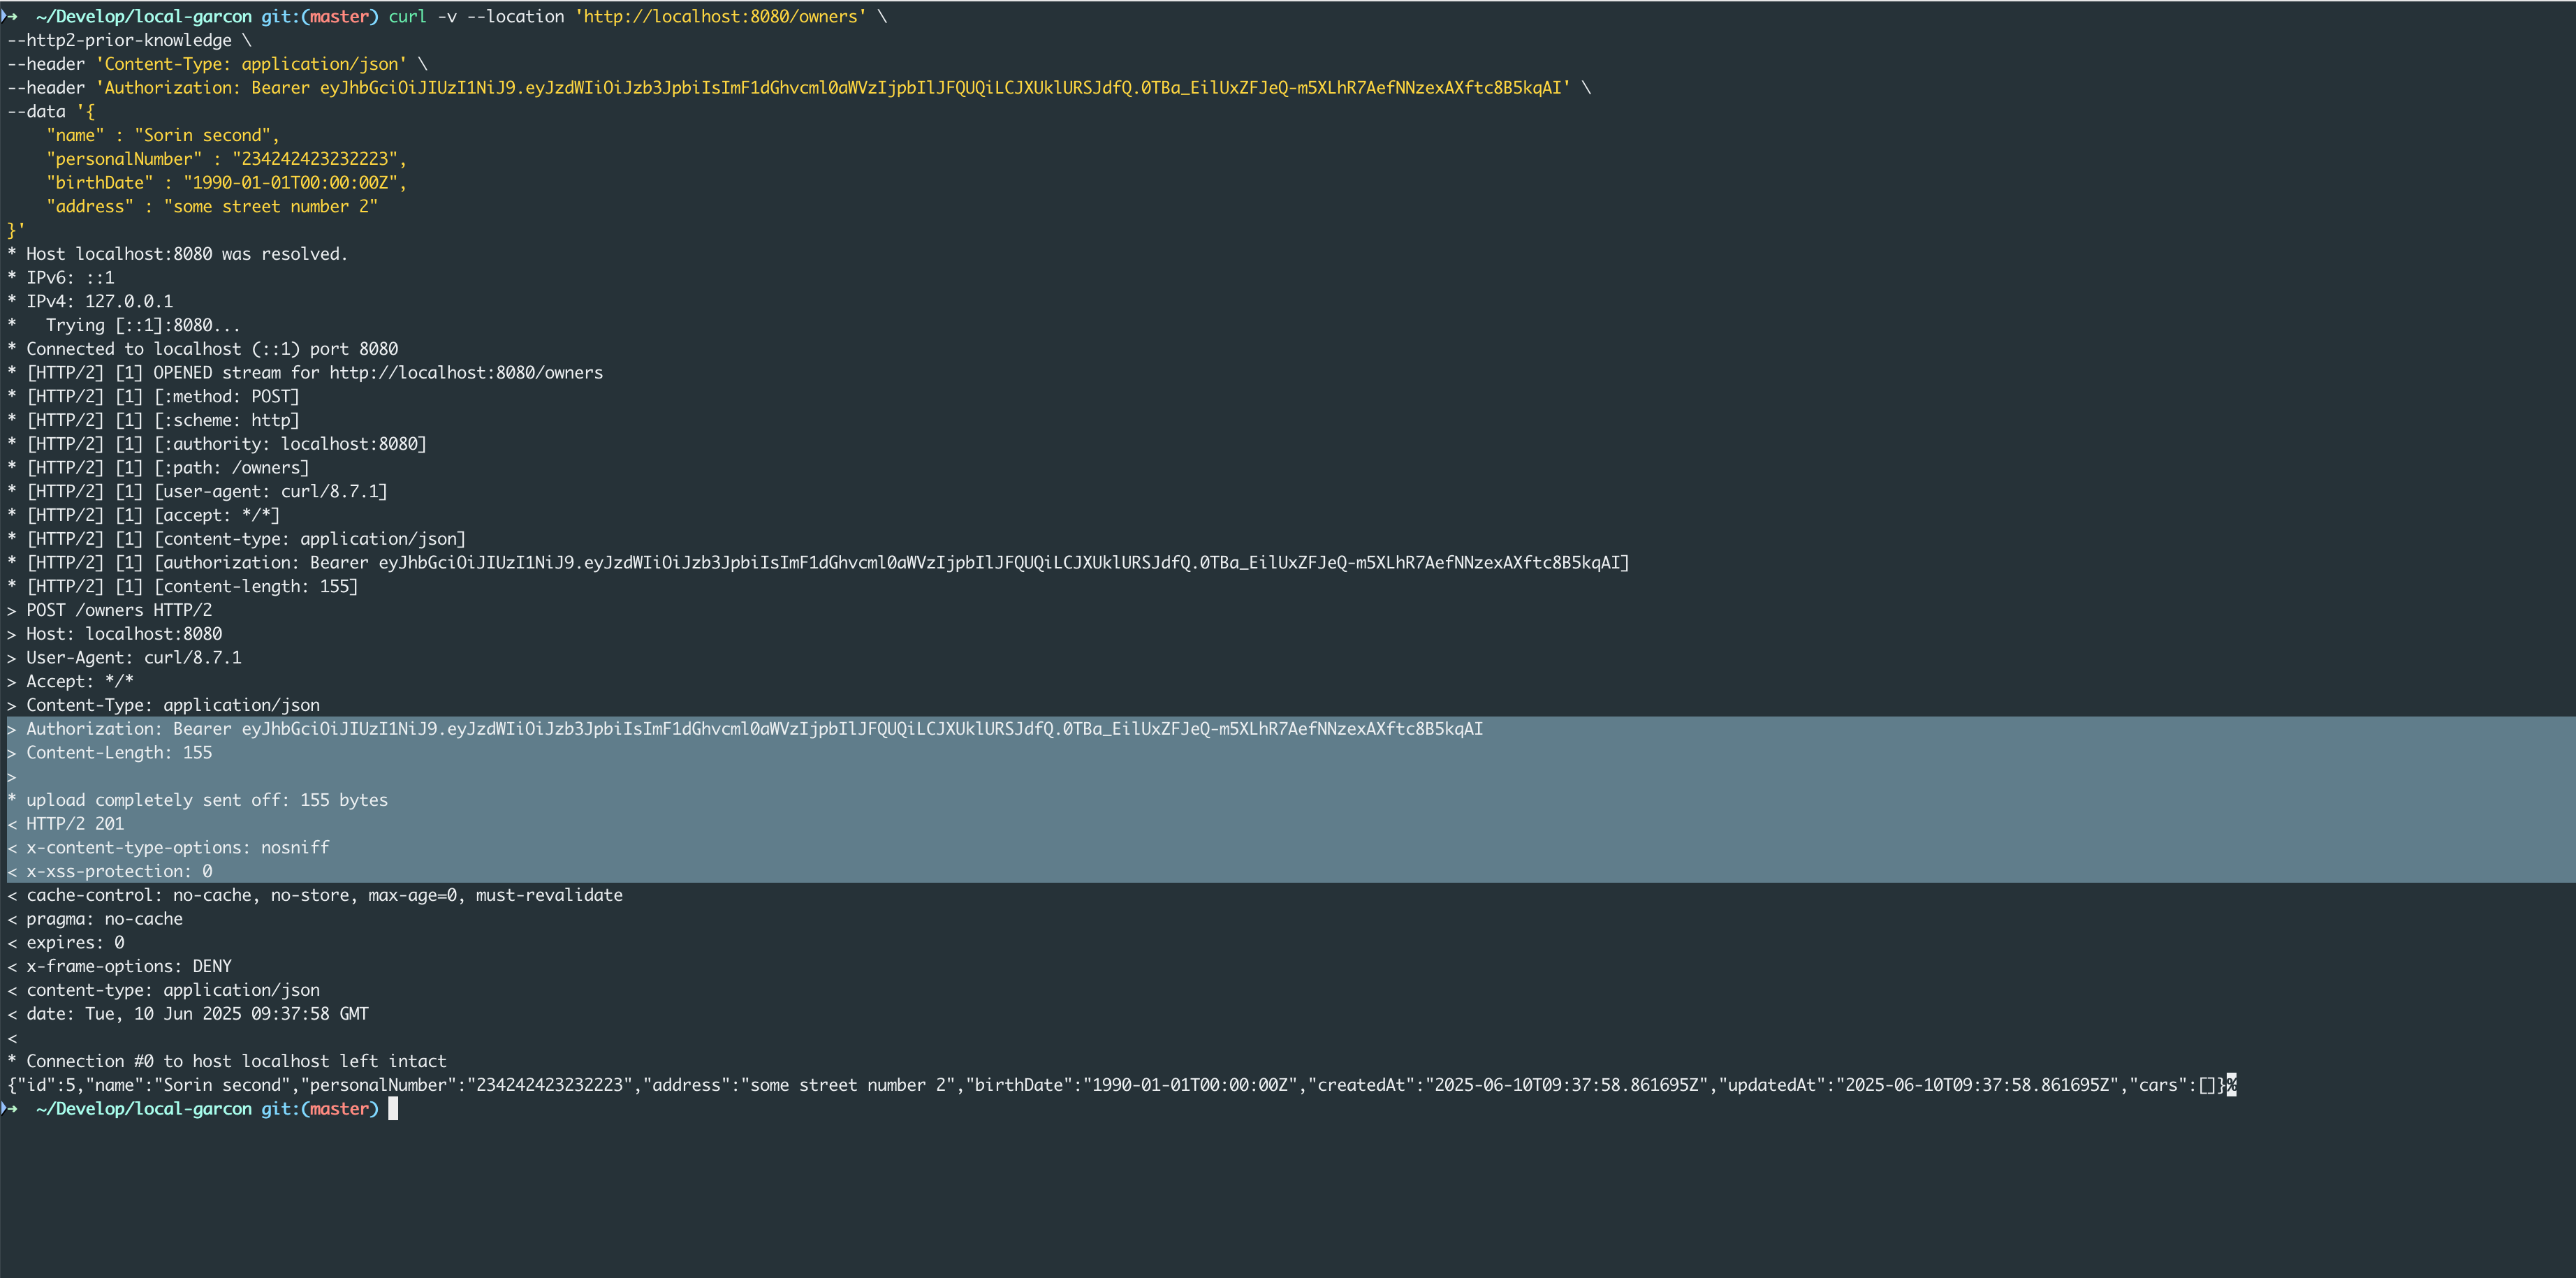 ➜  ~/Develop/local-garcon git:(master) curl -v --location 'http://localhost:8080/owners' \
--http2-prior-knowledge \
--header 'Content-Type: application/json' \
--header 'Authorization: Bearer eyJhbGciOiJIUzI1NiJ9.eyJzdWIiOiJzb3JpbiIsImF1dGhvcml0aWVzIjpbIlJFQUQiLCJXUklURSJdfQ.0TBa_EilUxZFJeQ-m5XLhR7AefNNzexAXftc8B5kqAI' \
--data '{
    "name" : "Sorin second",
    "personalNumber" : "234242423232223",
    "birthDate" : "1990-01-01T00:00:00Z",
    "address" : "some street number 2"
}'
* Host localhost:8080 was resolved.
* IPv6: ::1
* IPv4: 127.0.0.1
*   Trying [::1]:8080...
* Connected to localhost (::1) port 8080
* [HTTP/2] [1] OPENED stream for http://localhost:8080/owners
* [HTTP/2] [1] [:method: POST]
* [HTTP/2] [1] [:scheme: http]
* [HTTP/2] [1] [:authority: localhost:8080]
* [HTTP/2] [1] [:path: /owners]
* [HTTP/2] [1] [user-agent: curl/8.7.1]
* [HTTP/2] [1] [accept: */*]
* [HTTP/2] [1] [content-type: application/json]
* [HTTP/2] [1] [authorization: Bearer eyJhbGciOiJIUzI1NiJ9.eyJzdWIiOiJzb3JpbiIsImF1dGhvcml0aWVzIjpbIlJFQUQiLCJXUklURSJdfQ.0TBa_EilUxZFJeQ-m5XLhR7AefNNzexAXftc8B5kqAI]
* [HTTP/2] [1] [content-length: 155]
> POST /owners HTTP/2
> Host: localhost:8080
> User-Agent: curl/8.7.1
> Accept: */*
> Content-Type: application/json
> Authorization: Bearer eyJhbGciOiJIUzI1NiJ9.eyJzdWIiOiJzb3JpbiIsImF1dGhvcml0aWVzIjpbIlJFQUQiLCJXUklURSJdfQ.0TBa_EilUxZFJeQ-m5XLhR7AefNNzexAXftc8B5kqAI
> Content-Length: 155
>
* upload completely sent off: 155 bytes
< HTTP/2 201
< x-content-type-options: nosniff
< x-xss-protection: 0
< cache-control: no-cache, no-store, max-age=0, must-revalidate
< pragma: no-cache
< expires: 0
< x-frame-options: DENY
< content-type: application/json
< date: Tue, 10 Jun 2025 09:37:58 GMT
<
* Connection #0 to host localhost left intact
{"id":5,"name":"Sorin second","personalNumber":"234242423232223","address":"some street number 2","birthDate":"1990-01-01T00:00:00Z","createdAt":"2025-06-10T09:37:58.861695Z","updatedAt":"2025-06-10T09:37:58.861695Z","cars":[]}%
➜  ~/Develop/local-garcon git:(master)